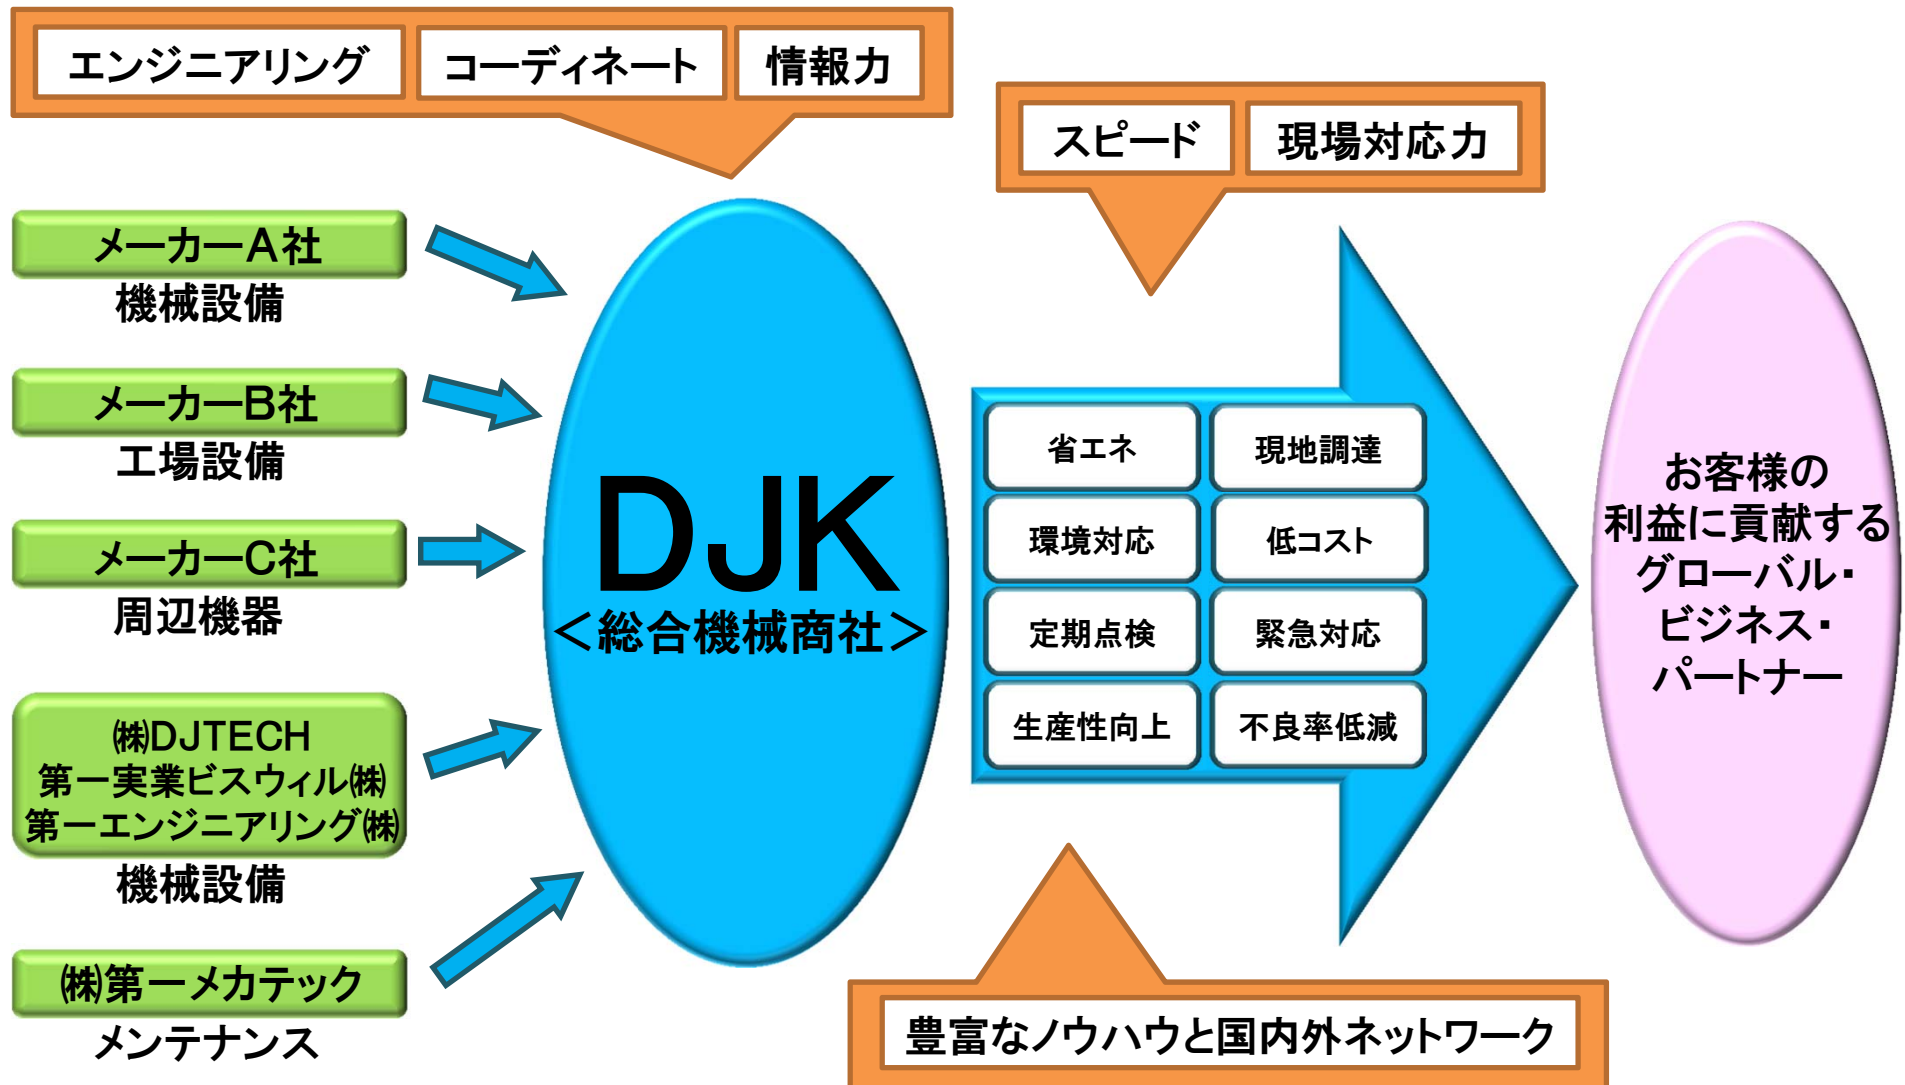 エンジニアリング
コーディネート
情報力
スピード
現場対応力
メーカーA社
機械設備
メーカーB社
工場設備
メーカーC社
周辺機器
㈱DJTECH
第一実業ビスウィル㈱
第一エンジニアリング㈱
機械設備
㈱第一メカテック
メンテナンス
DJK
＜総合機械商社＞
省エネ
現地調達
環境対応
低コスト
定期点検
緊急対応
生産性向上
不良率低減
お客様の
利益に貢献する
グローバル・
ビジネス・
パートナー
豊富なノウハウと国内外ネットワーク